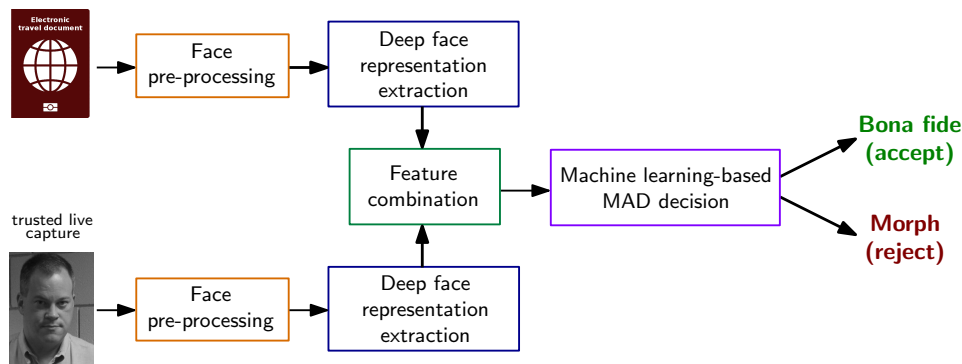 Electronic
travel document
Face
pre-processing
Deep face
representation
extraction
Feature
combination
Machine learning-based
MAD decision
Bona fide
(accept)
Morph
(reject)
trusted live
capture
Face
pre-processing
Deep face
representation
extraction